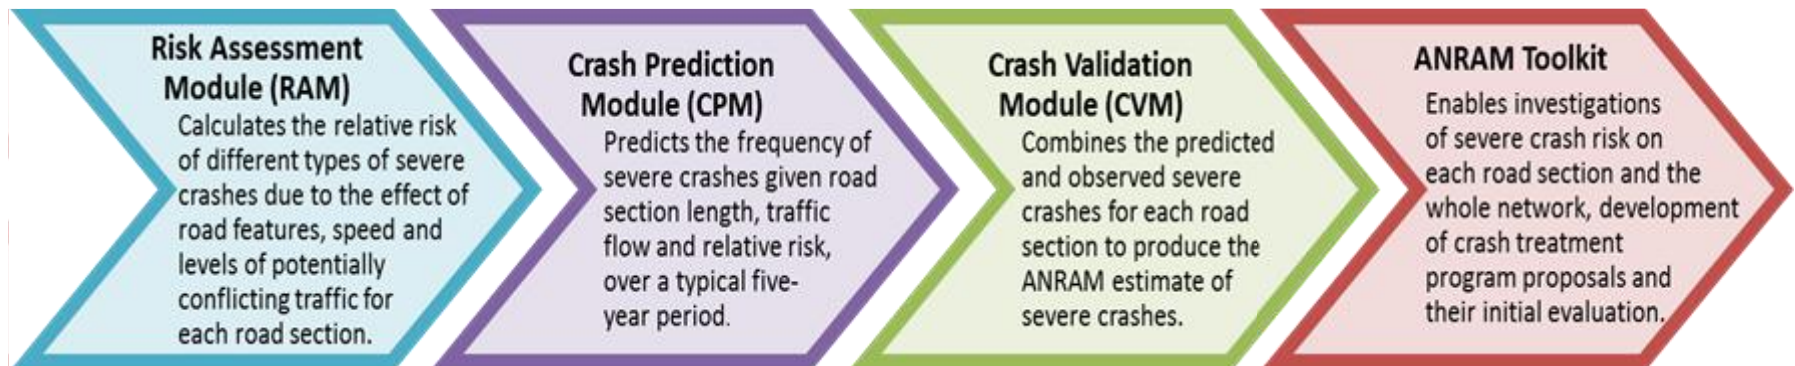 Risk Assessment
Module (RAM)
Calculates the relative risk
of different types of severe
crashes due to the effect of
road features, speed and
levels of potentially
conflicting traffic for
each road section.
Crash Prediction
Module (CPM)
Predicts the frequency of
severe crashes given road
section length, traffic
flow and relative risk,
over a typical five-
year period.
Crash Validation
Module (CVM)
Combines the predicted
and observed severe
crashes for each road
section to produce the
ANRAM estimate of
severe crashes.
ANRAM Toolkit
Enables investigations
of severe crash risk on
each road section and the
whole network, development
of crash treatment
program proposals and
their initial evaluation.